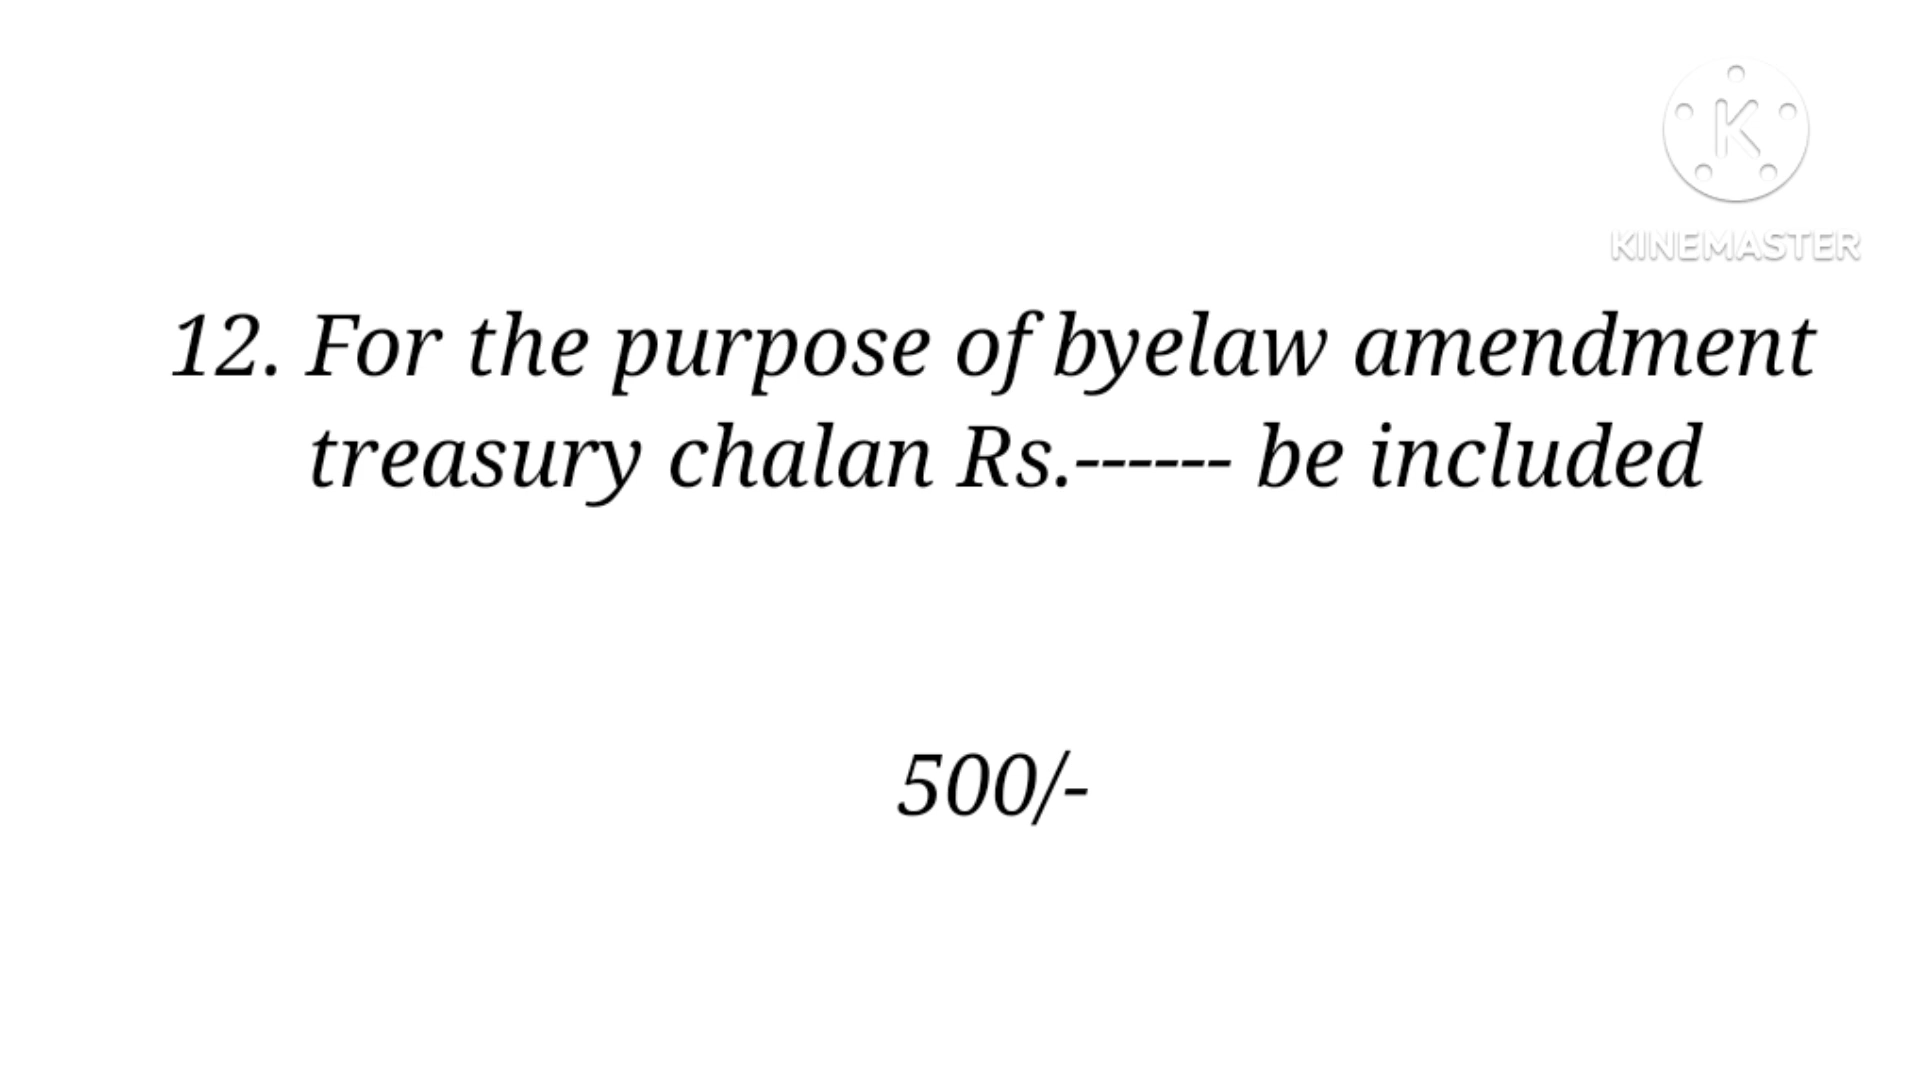 K
KINEMASTER
12. For the purpose of byelaw amendment
treasury chalan Rs.------ be included
500/-